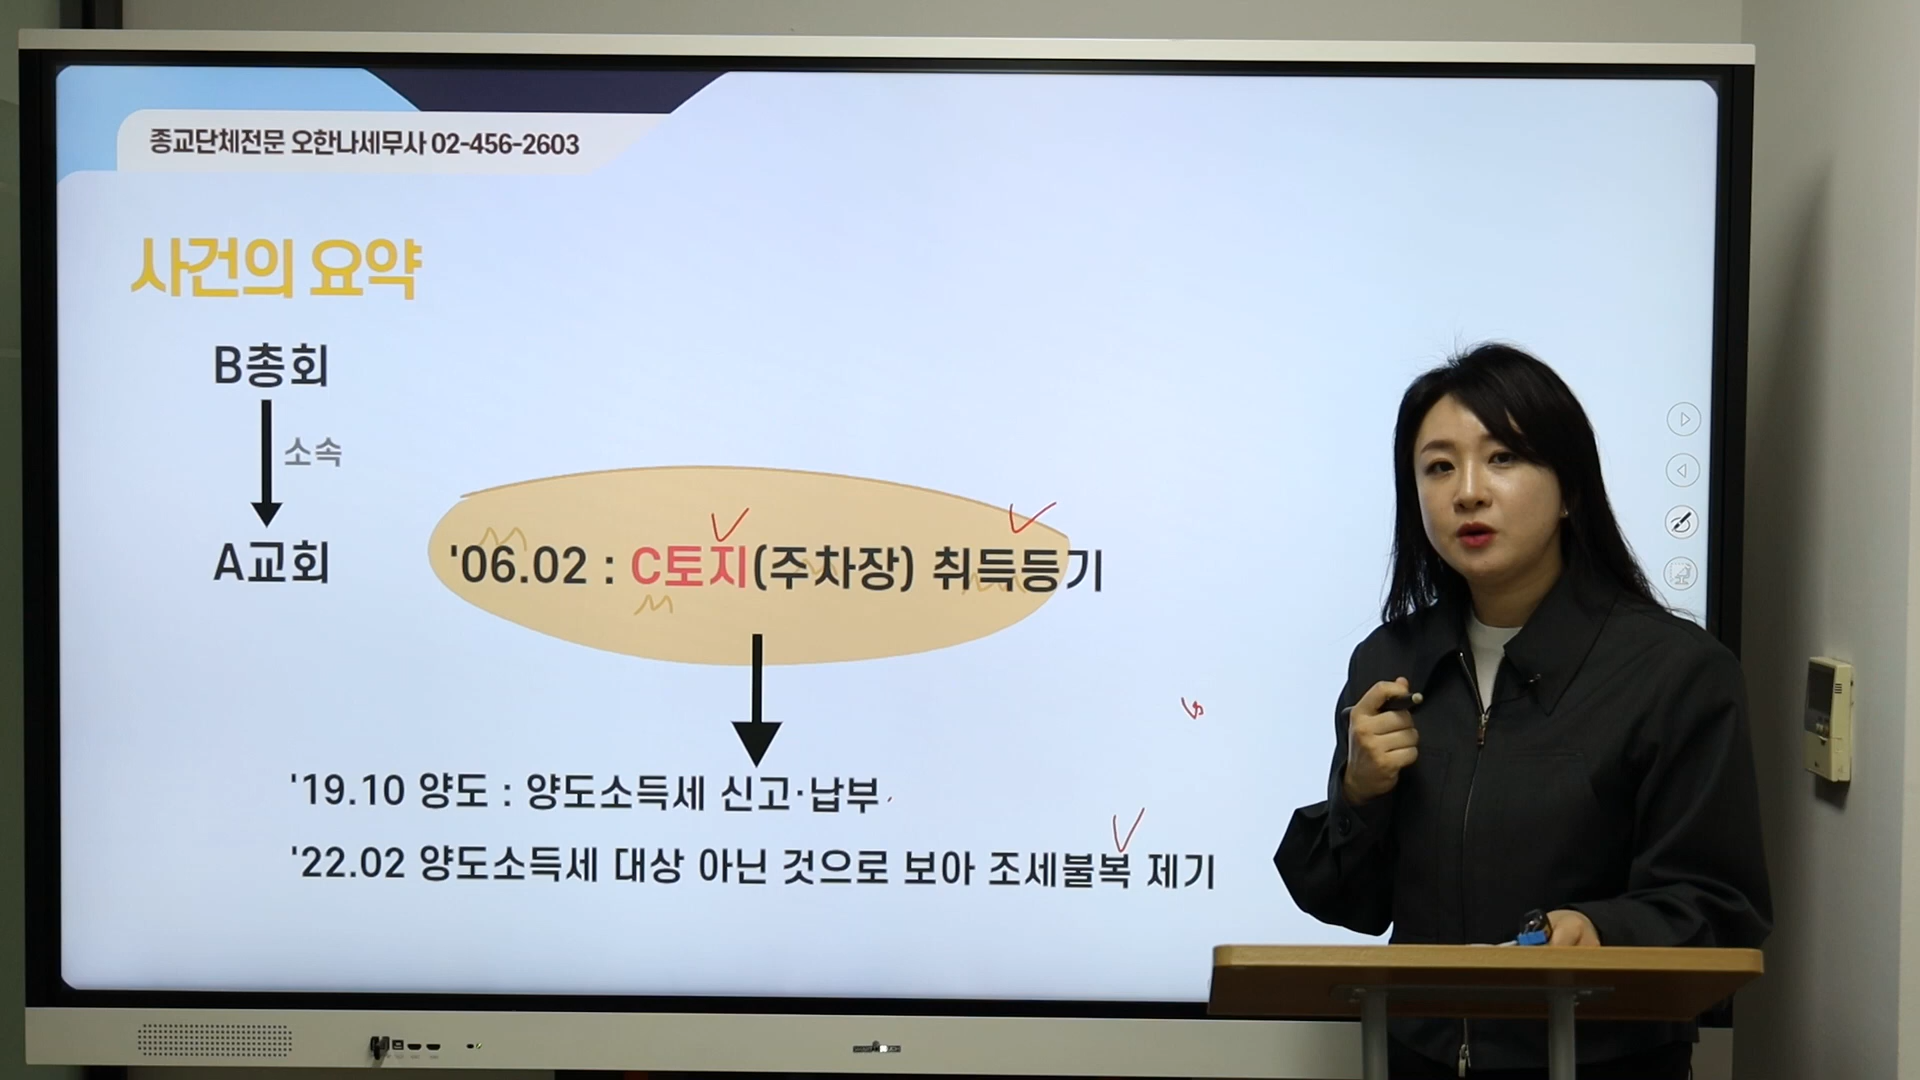 종교단체전문 오한나세무사 02-456-2603
사건의 요약
B총회
소속
A교회
'06.02 : C토지(주차장) 취득등기
'19.10 양도 : 양도소득세 신고·납부
'22.02 양도소득세 대상 아닌 것으로 보아 조세불복 제기